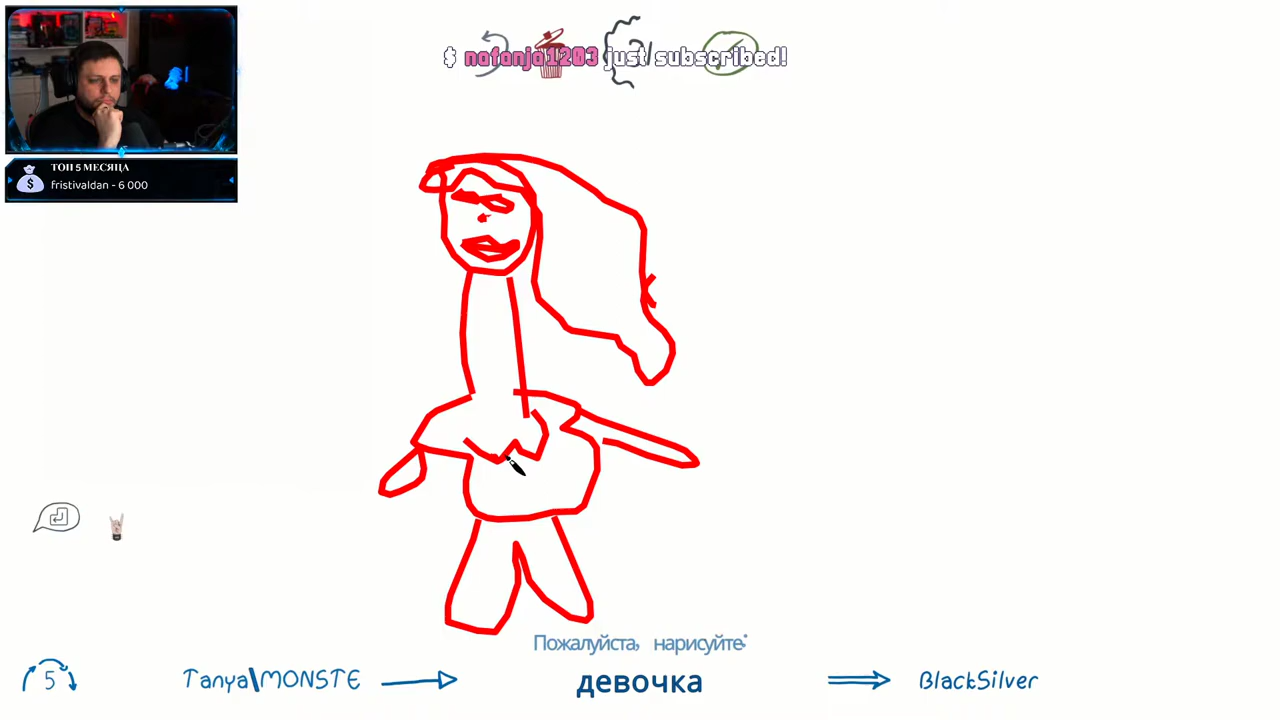 $ nafanja1203 just subscribed!
ТОП 5 МЕСЯЦА
fristivaldan - 6 000
Пожалуйста, нарисуйте:
5 Tanya\MONSTE девочка BlackSilver